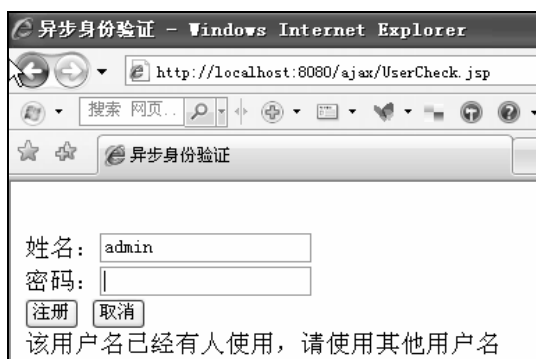 异步身份验证 - Windows Internet Explorer
http://localhost:8080/ajax/UserCheck.jsp
搜索 网页..
异步身份验证
姓名：admin
密码：
注册 取消
该用户名已经有人使用，请使用其他用户名